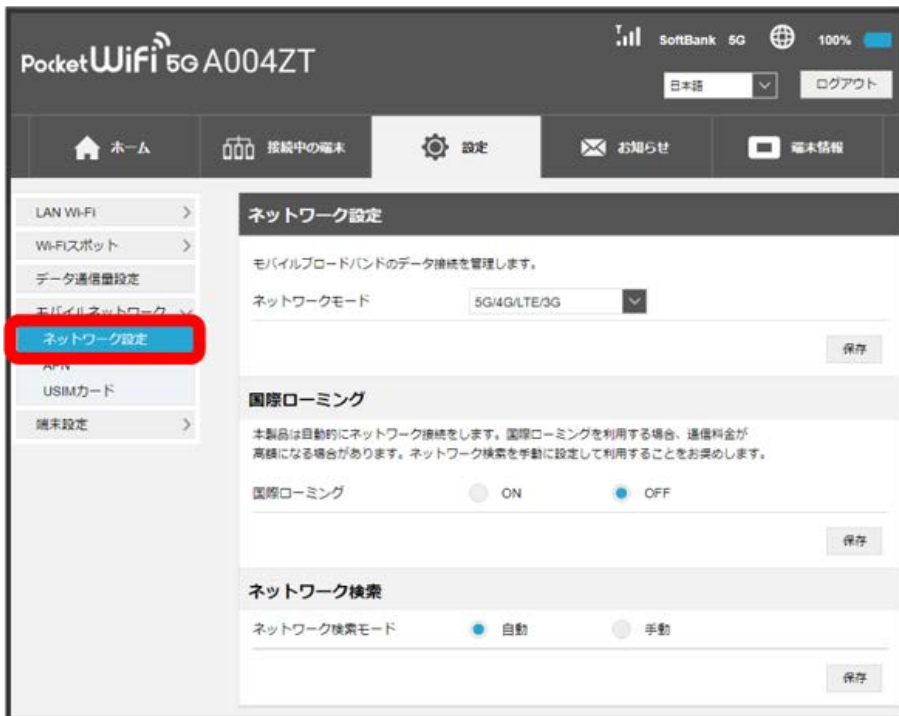 SoftBank 5G 100%
Pocket WiFi 5G A004ZT
日本語 ログアウト
ホーム 接続中の端末 設定 お知らせ 端末情報
LAN Wi-Fi
Wi-Fiスポット
データ通信量設定
モバイルネットワーク
ネットワーク設定
APN
USIMカード
端末設定
ネットワーク設定
モバイルブロードバンドのデータ接続を管理します。
ネットワークモード 5G/4G/LTE/3G
保存
国際ローミング
本製品は自動的にネットワーク接続をします。国際ローミングを利用する場合、通信料金が
高額になる場合があります。ネットワーク検索を手動に設定して利用することをお奨めします。
国際ローミング ON OFF
保存
ネットワーク検索
ネットワーク検索モード 自動 手動
保存